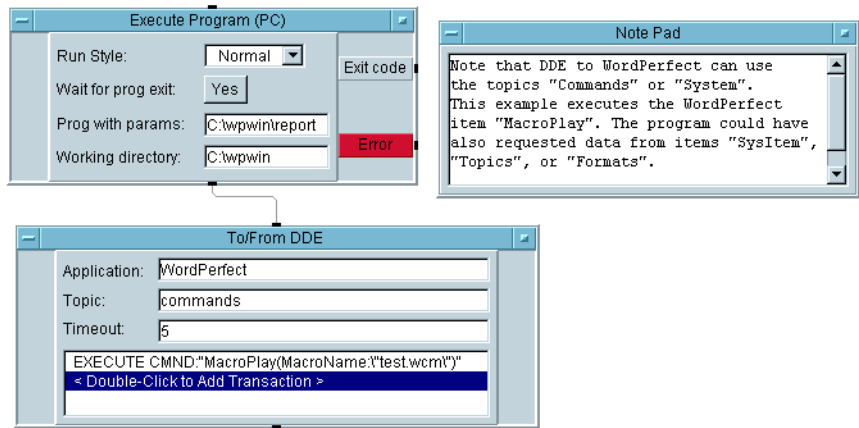 Execute Program (PC)
Run Style:
Normal
Wait for prog exit:
Yes
Prog with params:
C:\wpwin\report
Working directory:
C:\wpwin
Exit code
Error
Note Pad
Note that DDE to WordPerfect can use
the topics "Commands" or "System".
This example executes the WordPerfect
item "MacroPlay". The program could have
also requested data from items "SysItem",
"Topics", or "Formats".
To/From DDE
Application:
WordPerfect
Topic:
commands
Timeout:
5
EXECUTE CMND:"MacroPlay(MacroName:\"test.wcm\")"
< Double-Click to Add Transaction >